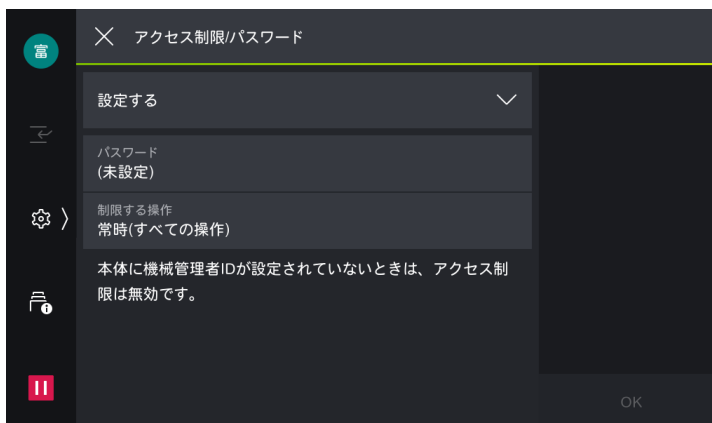 富
アクセス制限/パスワード
設定する
パスワード
(未設定)
制限する操作
常時(すべての操作)
本体に機械管理者IDが設定されていないときは、アクセス制
限は無効です。
OK